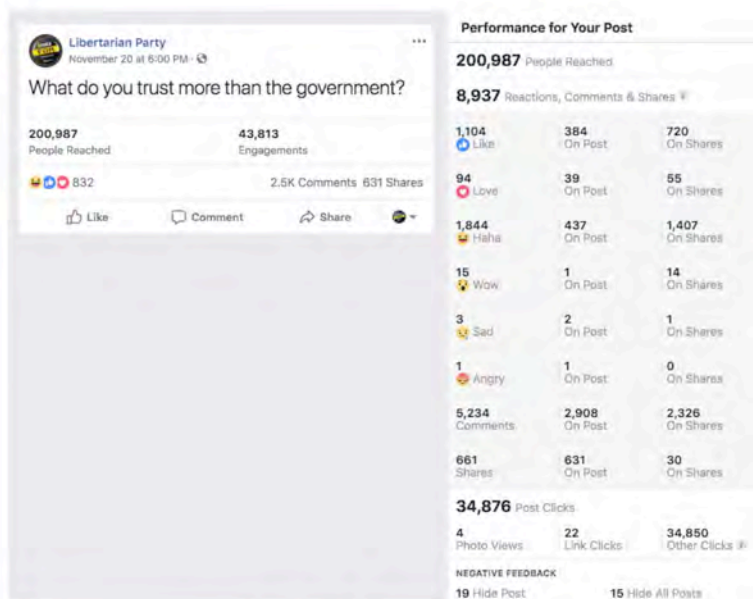 Libertarian Party
November 20 at 6:00 PM ·
What do you trust more than the government?
200,987 43,813
People Reached Engagements
832 2.5K Comments 631 Shares
Like Comment Share
Performance for Your Post
200,987 People Reached
8,937 Reactions, Comments & Shares
1,104 384 720
Like On Post On Shares
94 39 55
Love On Post On Shares
1,844 437 1,407
Haha On Post On Shares
15 1 14
Wow On Post On Shares
3 2 1
Sad On Post On Shares
1 1 0
Angry On Post On Shares
5,234 2,908 2,326
Comments On Post On Shares
661 631 30
Shares On Post On Shares
34,876 Post Clicks
4 22 34,850
Photo Views Link Clicks Other Clicks
NEGATIVE FEEDBACK
19 Hide Post 15 Hide All Posts